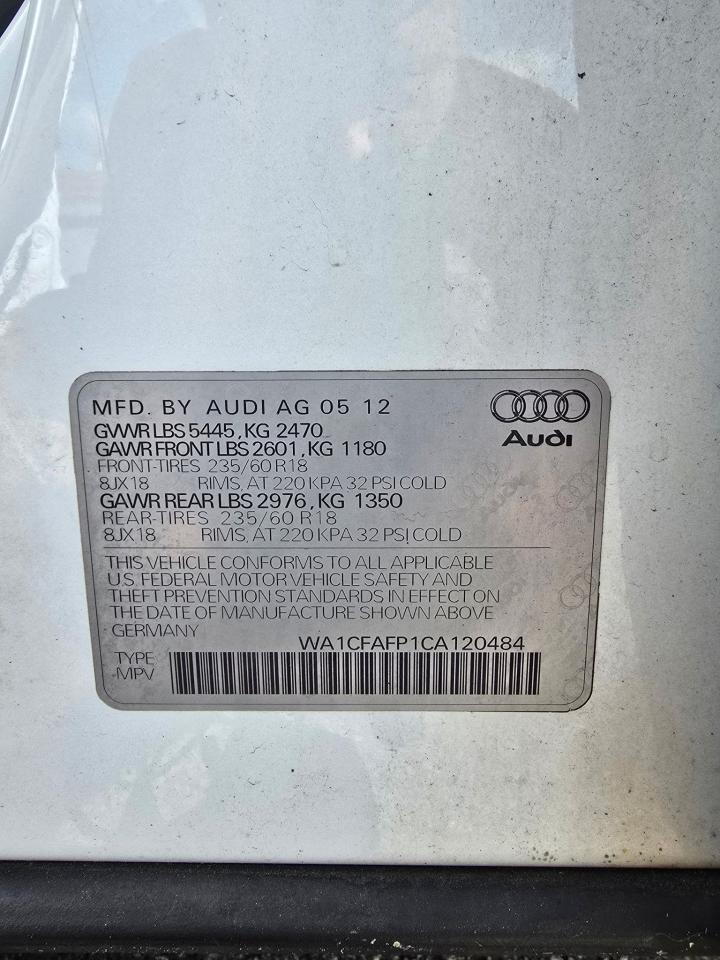 MFD. BY AUDI AG 05 12
GVWR LBS 5445, KG 2470
GAWR FRONT LBS 2601, KG 1180
FRONT-TIRES 235/60 R18
8JX18 RIMS, AT 220 KPA 32 PSI COLD
GAWR REAR LBS 2976, KG 1350
REAR-TIRES 235/60 R18
8JX18 RIMS, AT 220 KPA 32 PSI COLD
Audi
THIS VEHICLE CONFORMS TO ALL APPLICABLE
U.S. FEDERAL MOTOR VEHICLE SAFETY AND
THEFT PREVENTION STANDARDS IN EFFECT ON
THE DATE OF MANUFACTURE SHOWN ABOVE
GERMANY
WA1CFAFP1CA120484
TYPE
MPV